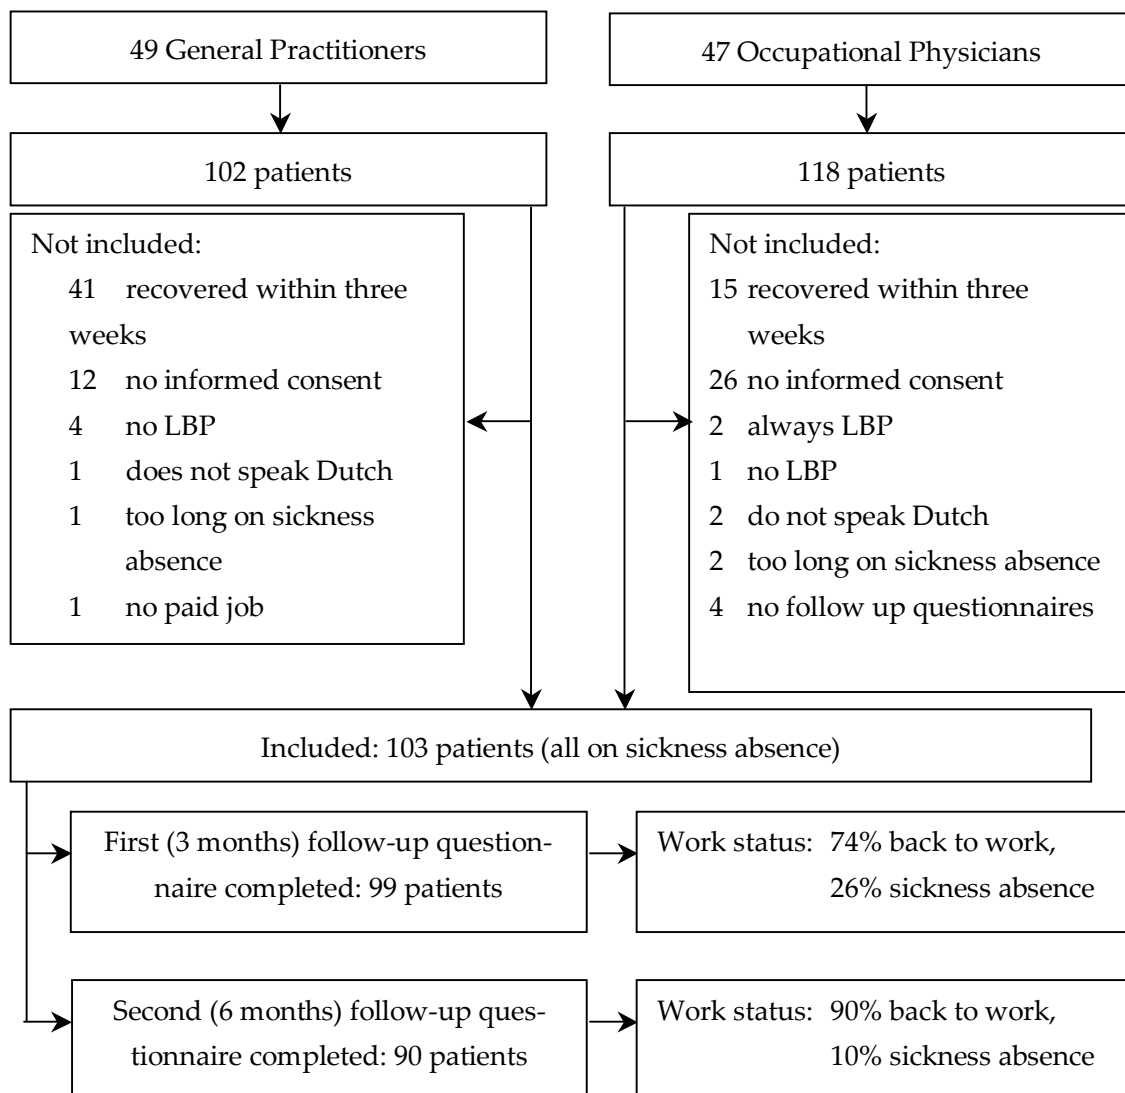 49 General Practitioners
47 Occupational Physicians
102 patients
118 patients
Not included:
41 recovered within three
weeks
12 no informed consent
4 no LBP
1 does not speak Dutch
1 too long on sickness
absence
1 no paid job
Not included:
15 recovered within three
weeks
26 no informed consent
2 always LBP
1 no LBP
2 do not speak Dutch
2 too long on sickness absence
4 no follow up questionnaires
Included: 103 patients (all on sickness absence)
First (3 months) follow-up question-
naire completed: 99 patients
Work status: 74% back to work,
26% sickness absence
Second (6 months) follow-up ques-
tionnaire completed: 90 patients
Work status: 90% back to work,
10% sickness absence